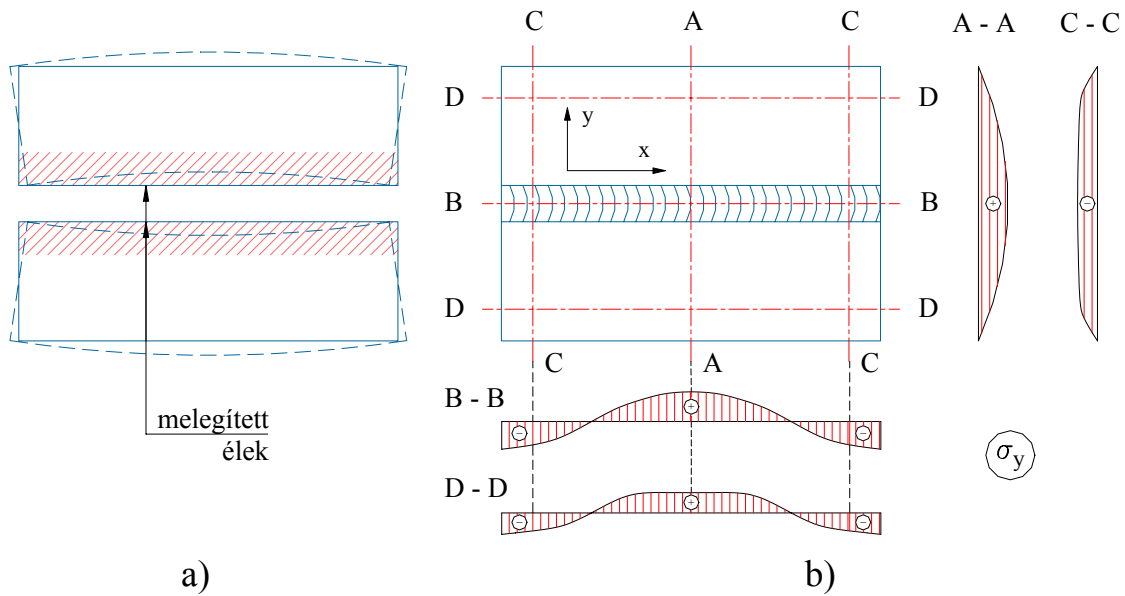 melegített
élek
a)
C A C A - A C - C
D D
y
x
B B
D D
C A C
B - B
+
− −
D - D
+
− −
+
−
σy
b)